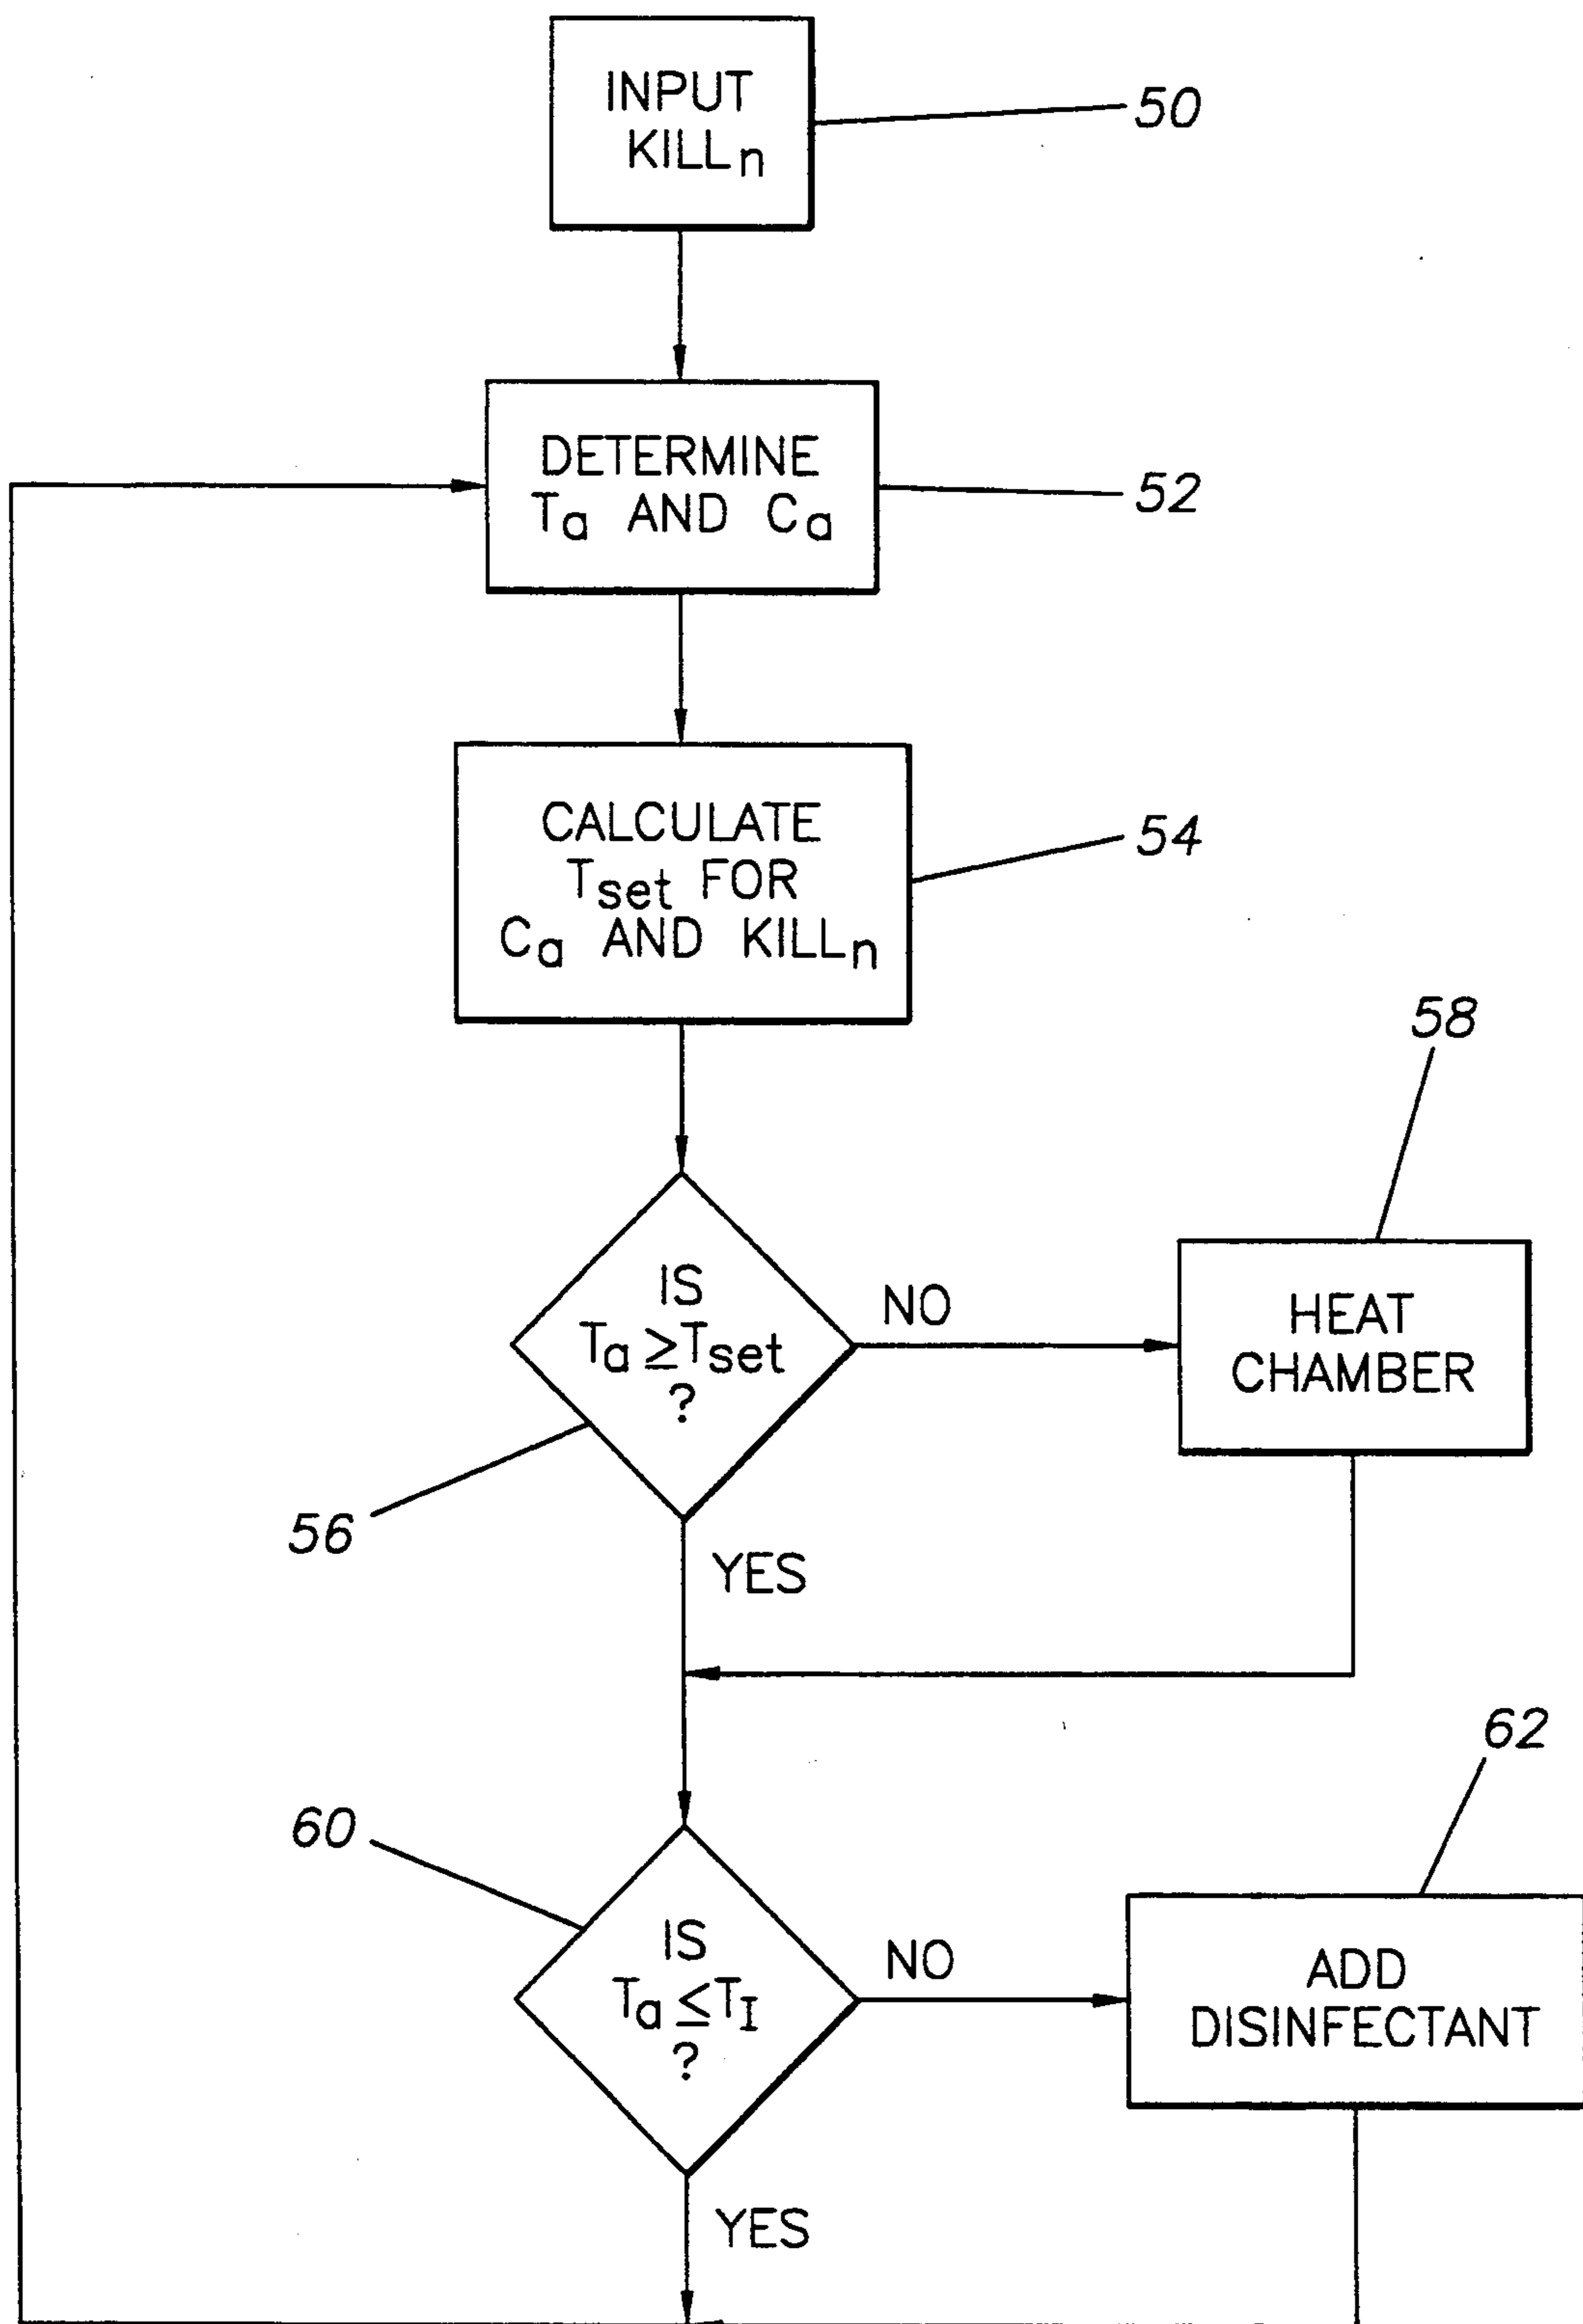 INPUT
KILLn
50
DETERMINE
Ta AND Ca
52
CALCULATE
Tset FOR
Ca AND KILLn
54
58
IS
Ta ≥ Tset
?
NO
HEAT
CHAMBER
56
YES
62
60
IS
Ta ≤ TI
?
NO
ADD
DISINFECTANT
YES